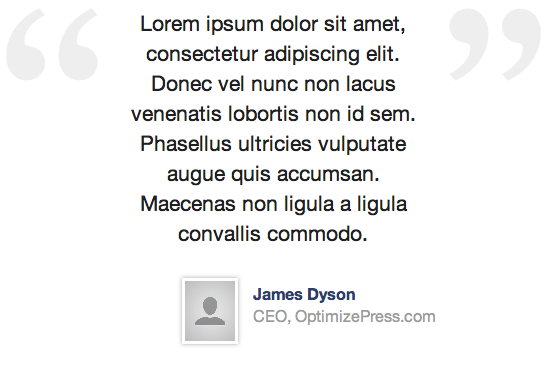 Lorem ipsum dolor sit amet,
consectetur adipiscing elit.
Donec vel nunc non lacus
venenatis lobortis non id sem.
Phasellus ultricies vulputate
augue quis accumsan.
Maecenas non ligula a ligula
convallis commodo.
James Dyson
CEO, OptimizePress.com